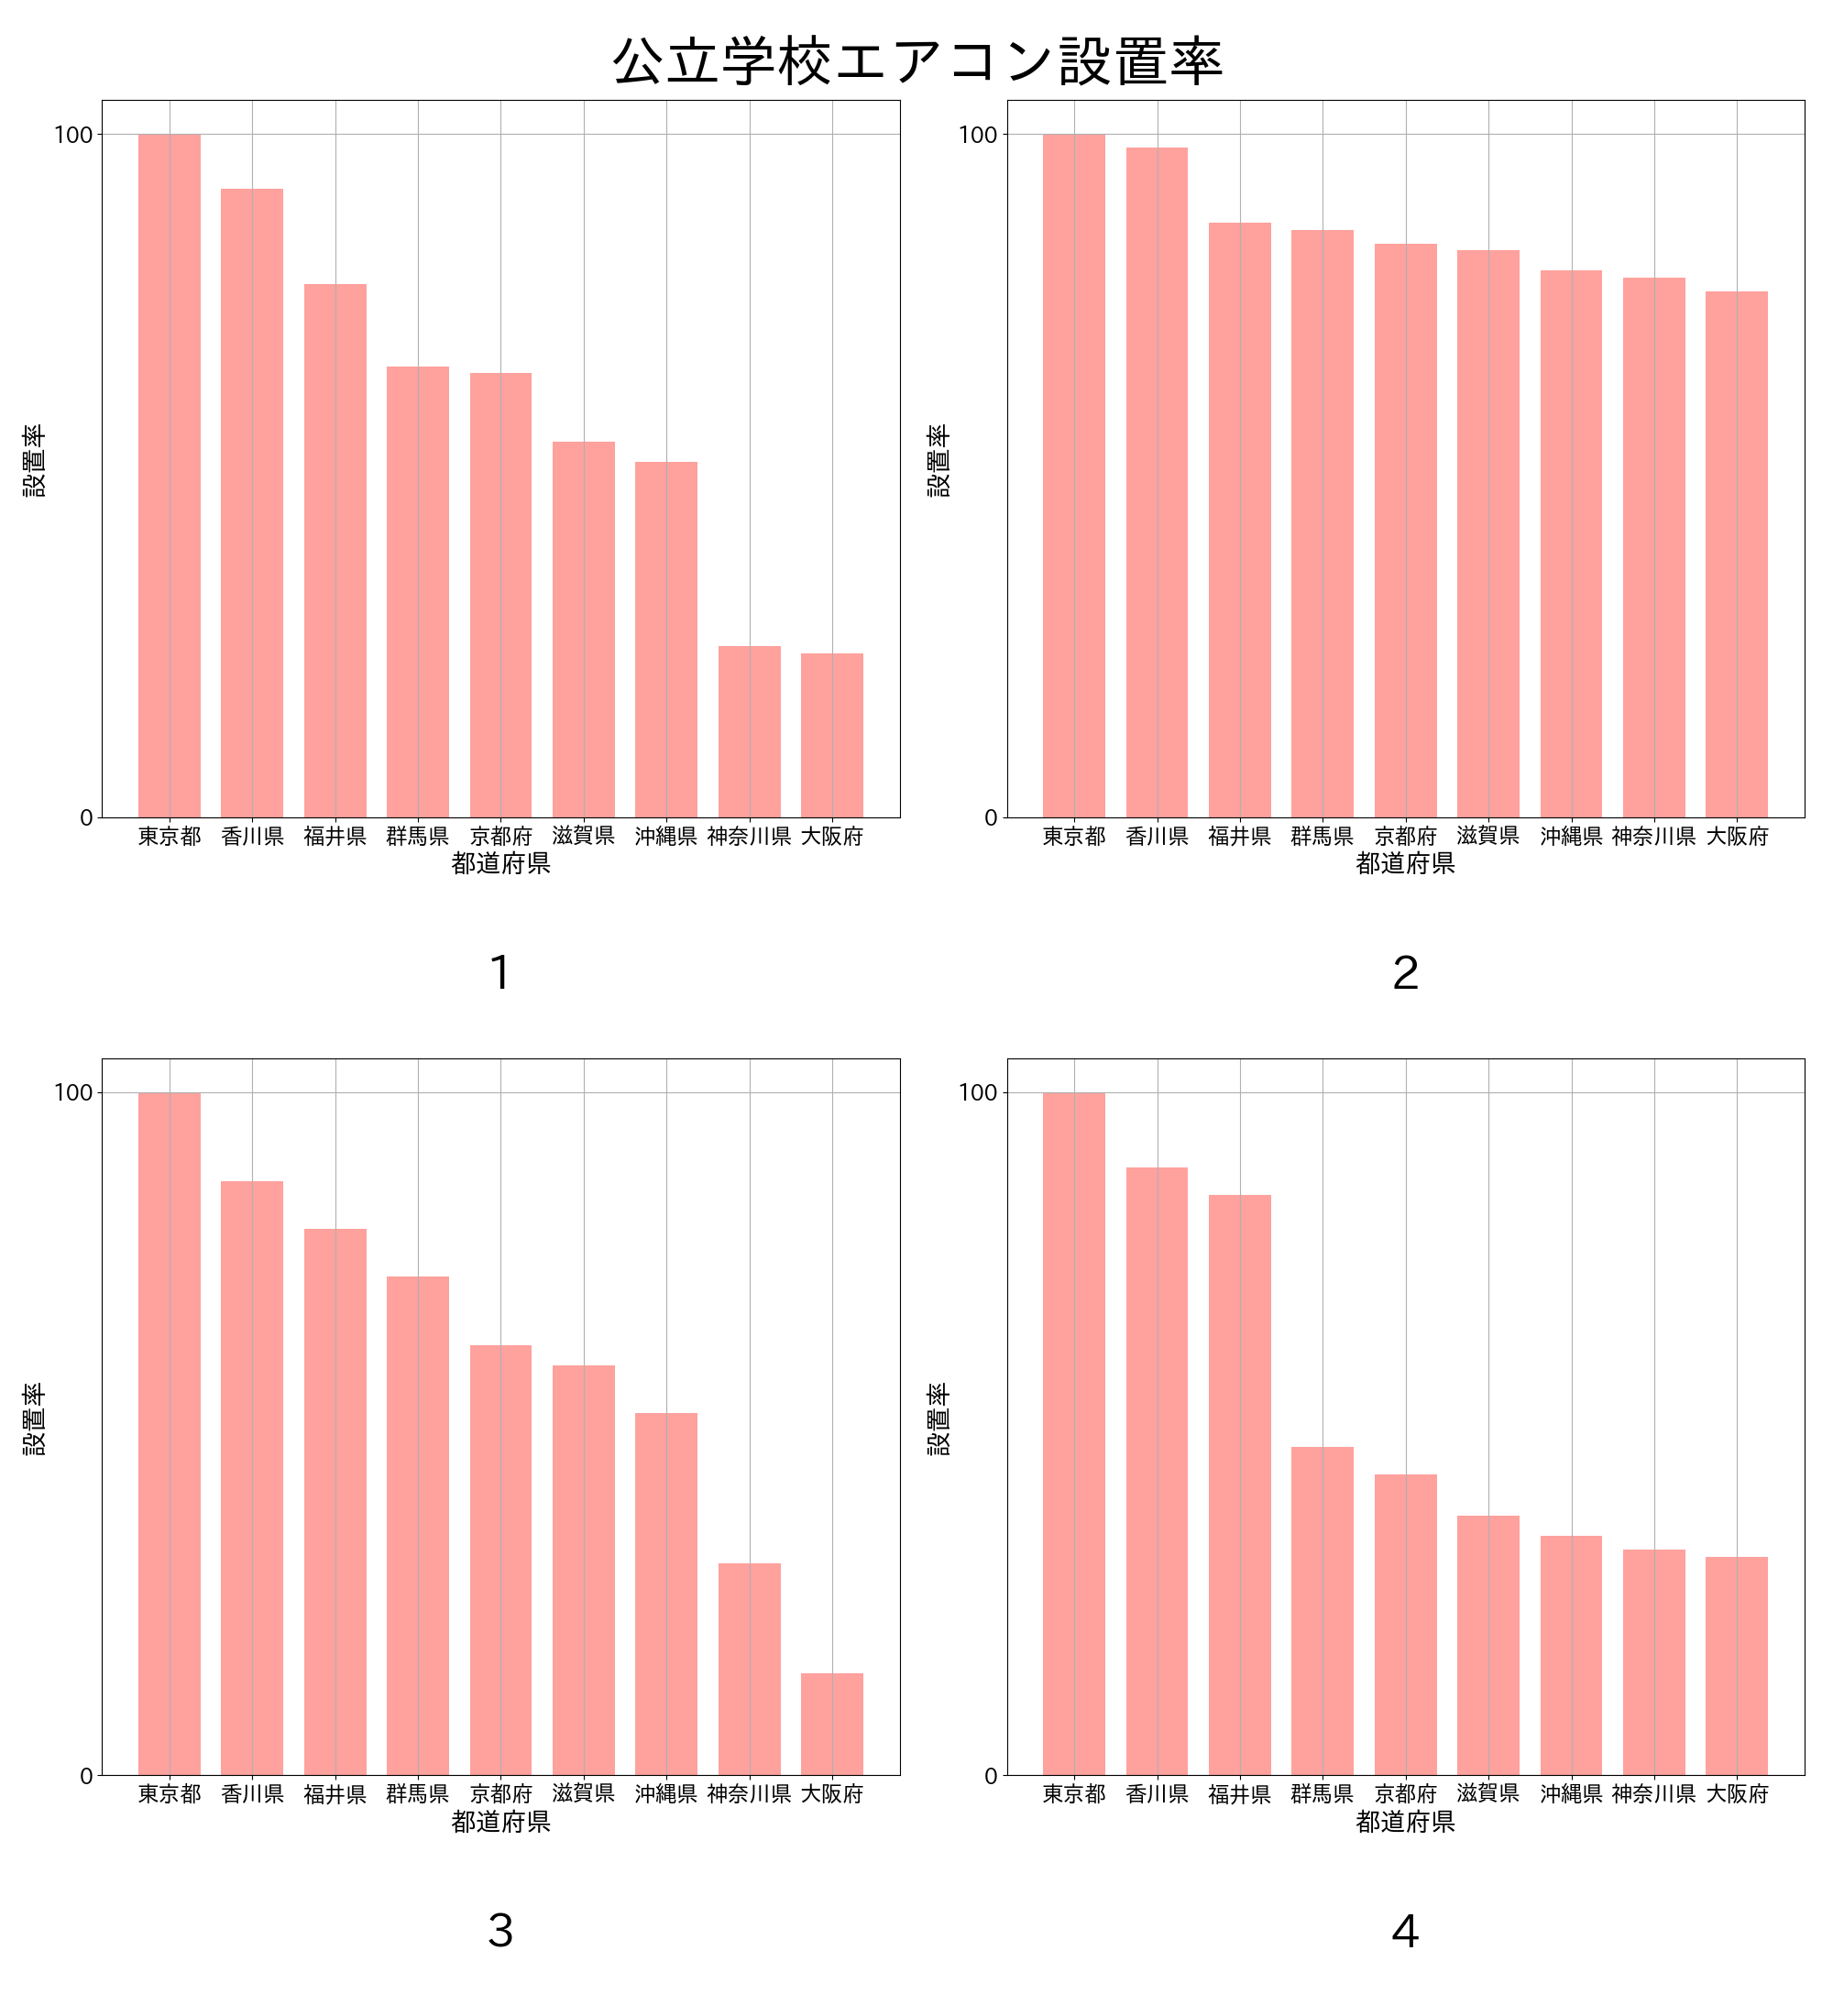 公立学校エアコン設置率
100
0
設置率
東京都 香川県 福井県 群馬県 京都府 滋賀県 沖縄県 神奈川県 大阪府
都道府県
1
100
0
設置率
東京都 香川県 福井県 群馬県 京都府 滋賀県 沖縄県 神奈川県 大阪府
都道府県
2
100
0
設置率
東京都 香川県 福井県 群馬県 京都府 滋賀県 沖縄県 神奈川県 大阪府
都道府県
3
100
0
設置率
東京都 香川県 福井県 群馬県 京都府 滋賀県 沖縄県 神奈川県 大阪府
都道府県
4